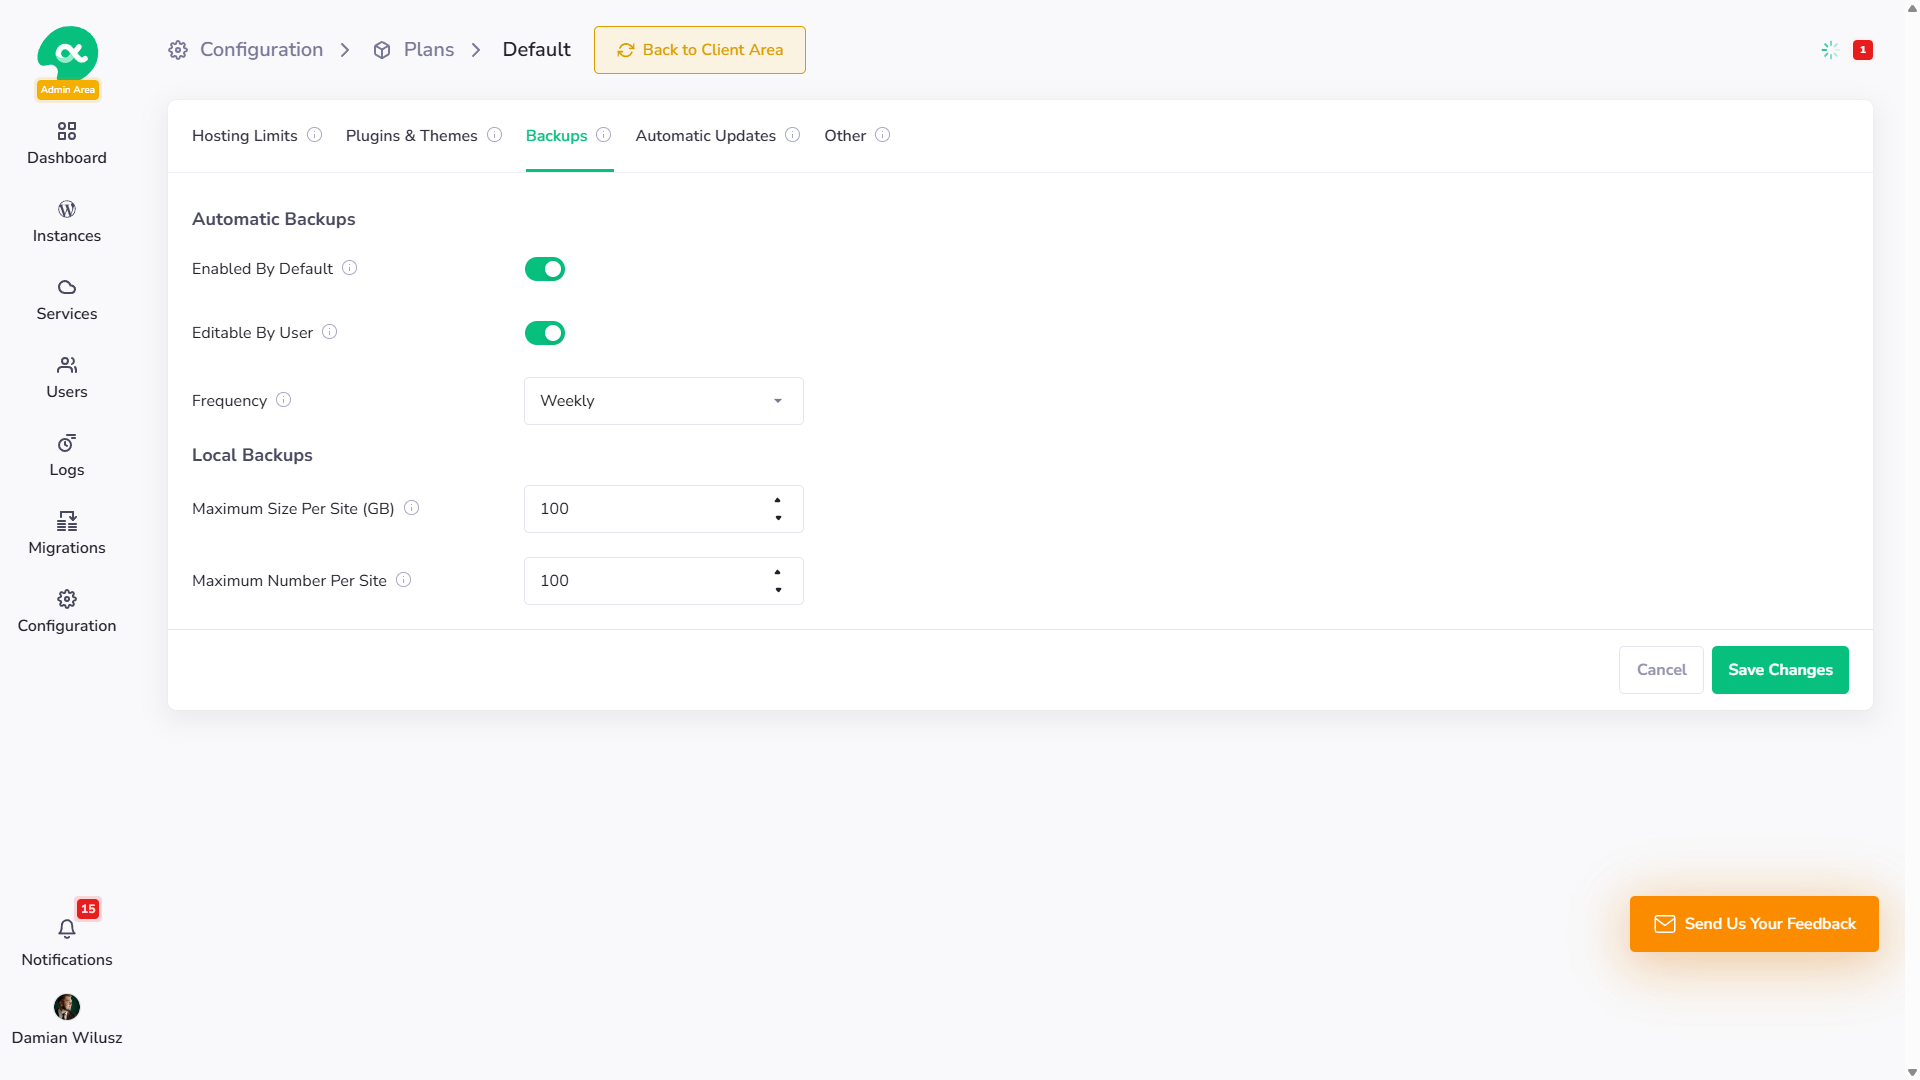 Admin Area
Dashboard
Instances
Services
Users
Logs
Migrations
Configuration
15
Notifications
Damian Wilusz
Configuration > Plans > Default Back to Client Area
1
Hosting Limits Plugins & Themes Backups Automatic Updates Other
Automatic Backups
Enabled By Default
Editable By User
Frequency Weekly
Local Backups
Maximum Size Per Site (GB) 100
Maximum Number Per Site 100
Cancel Save Changes
Send Us Your Feedback